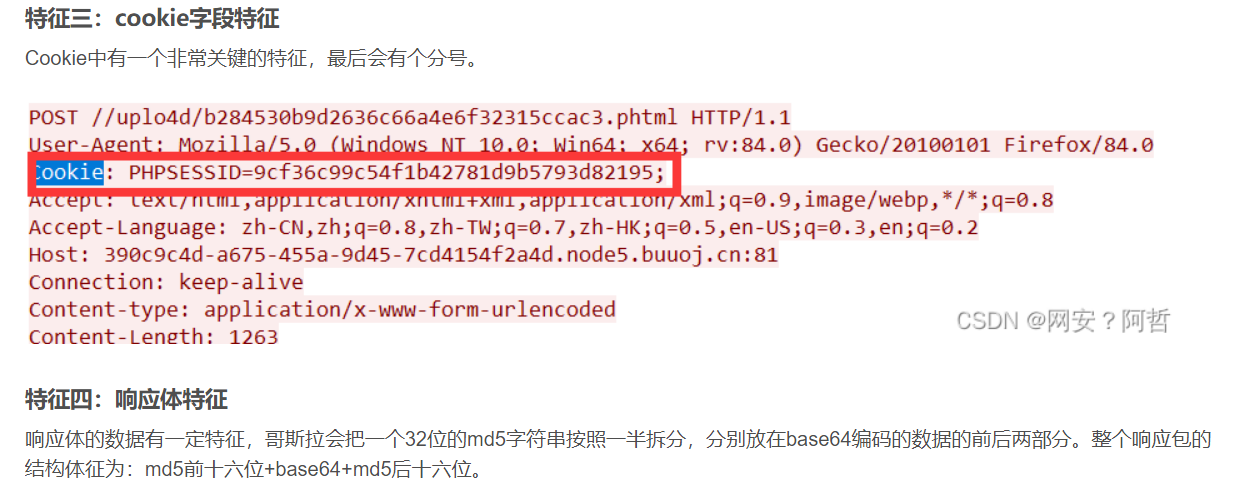 特征三：cookie字段特征
Cookie中有一个非常关键的特征，最后会有个分号。
POST //uplo4d/b284530b9d2636c66a4e6f32315ccac3.phtml HTTP/1.1
User-Agent: Mozilla/5.0 (Windows NT 10.0; Win64; x64; rv:84.0) Gecko/20100101 Firefox/84.0
Cookie: PHPSESSID=9cf36c99c54f1b42781d9b5793d82195;
Accept: text/html,application/xhtml+xml,application/xml;q=0.9,image/webp,*/*;q=0.8
Accept-Language: zh-CN,zh;q=0.8,zh-TW;q=0.7,zh-HK;q=0.5,en-US;q=0.3,en;q=0.2
Host: 390c9c4d-a675-455a-9d45-7cd4154f2a4d.node5.buuoj.cn:81
Connection: keep-alive
Content-type: application/x-www-form-urlencoded
Content-Length: 1263
CSDN @网安？阿哲
特征四：响应体特征
响应体的数据有一定特征，哥斯拉会把一个32位的md5字符串按照一半拆分，分别放在base64编码的数据的前后两部分。整个响应包的
结构体征为：md5前十六位+base64+md5后十六位。